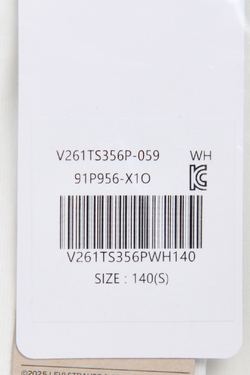 V261TS356P-059 WH
91P956-X1O
V261TS356PWH140
SIZE : 140(S)